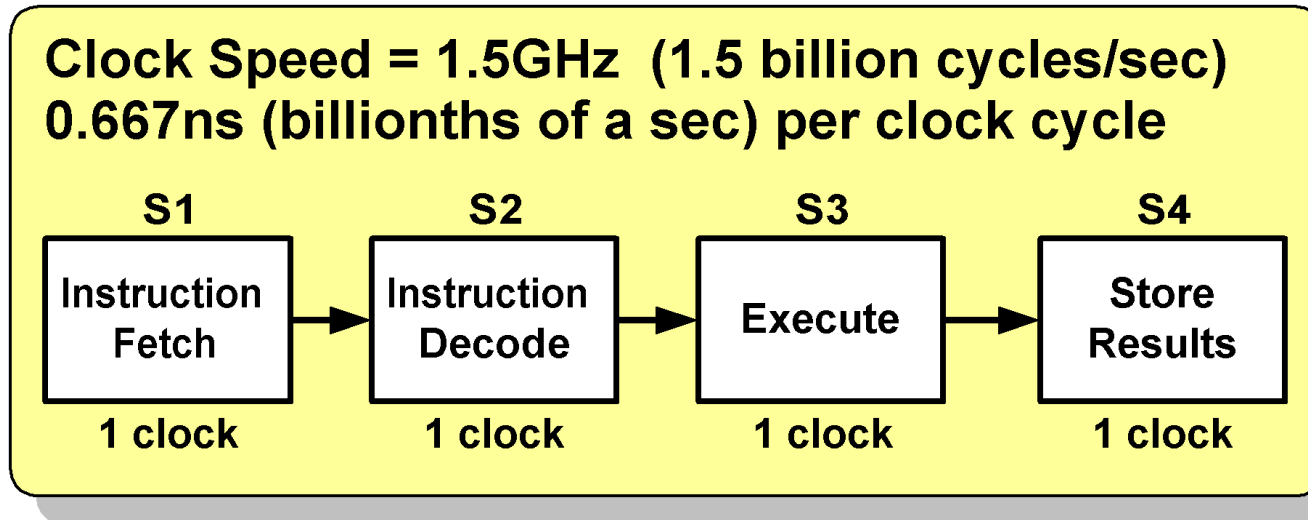 Clock Speed = 1.5GHz (1.5 billion cycles/sec)
0.667ns (billionths of a sec) per clock cycle
S1
S2
S3
S4
Instruction
Fetch
Instruction
Decode
Execute
Store
Results
1 clock
1 clock
1 clock
1 clock